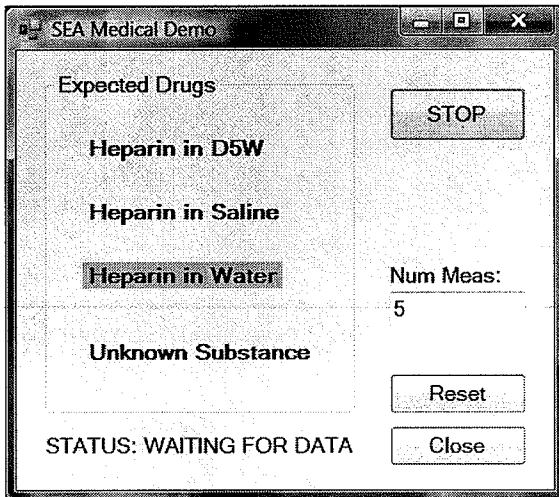 SEA Medical Demo
Expected Drugs
STOP
Heparin in D5W
Heparin in Saline
Heparin in Water
Num Meas:
5
Unknown Substance
Reset
STATUS: WAITING FOR DATA
Close